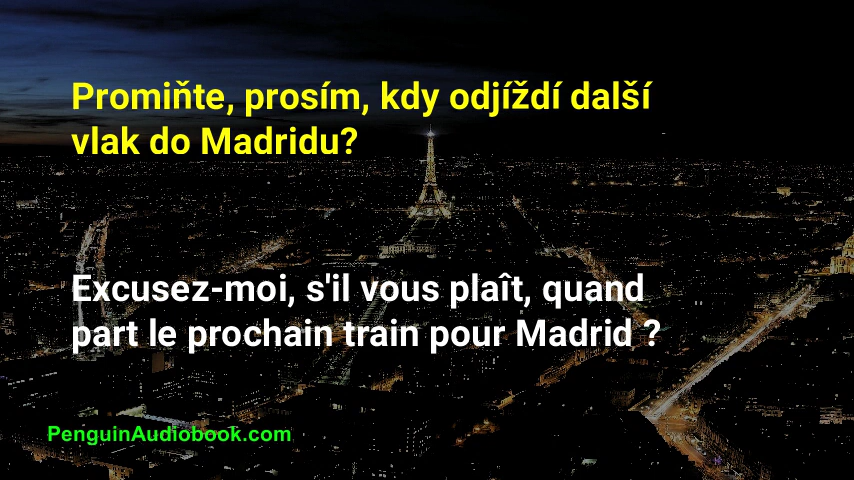 Promiňte, prosím, kdy odjíždí další
vlak do Madridu?
Excusez-moi, s'il vous plaît, quand
part le prochain train pour Madrid ?
PenguinAudiobook.com